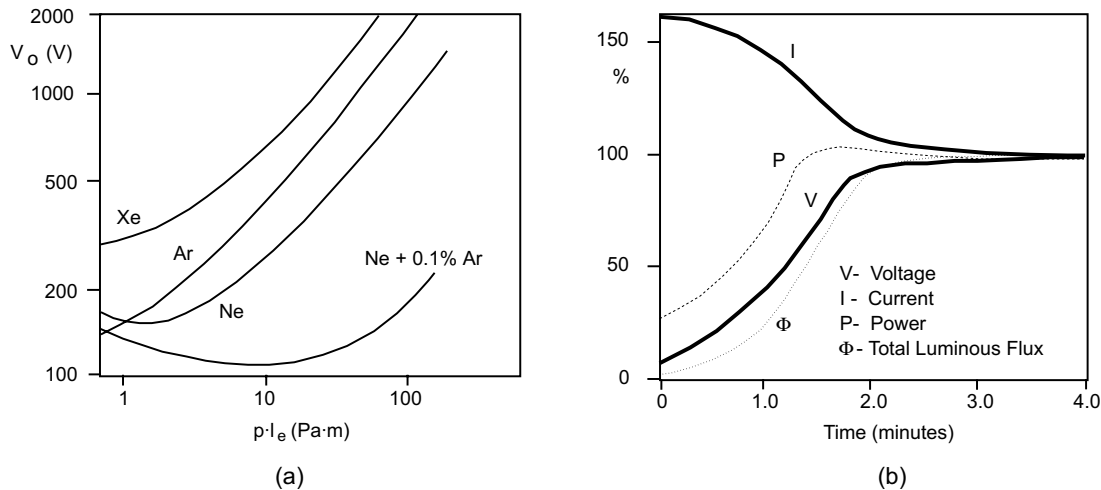 2000
V o (V)
1000
500
200
100
Xe
Ar
Ne
Ne + 0.1% Ar
1 10 100
p·l e (Pa·m)
(a)
150
%
100
50
0
I
P
V
Φ
V- Voltage
I - Current
P- Power
Φ- Total Luminous Flux
0 1.0 2.0 3.0 4.0
Time (minutes)
(b)